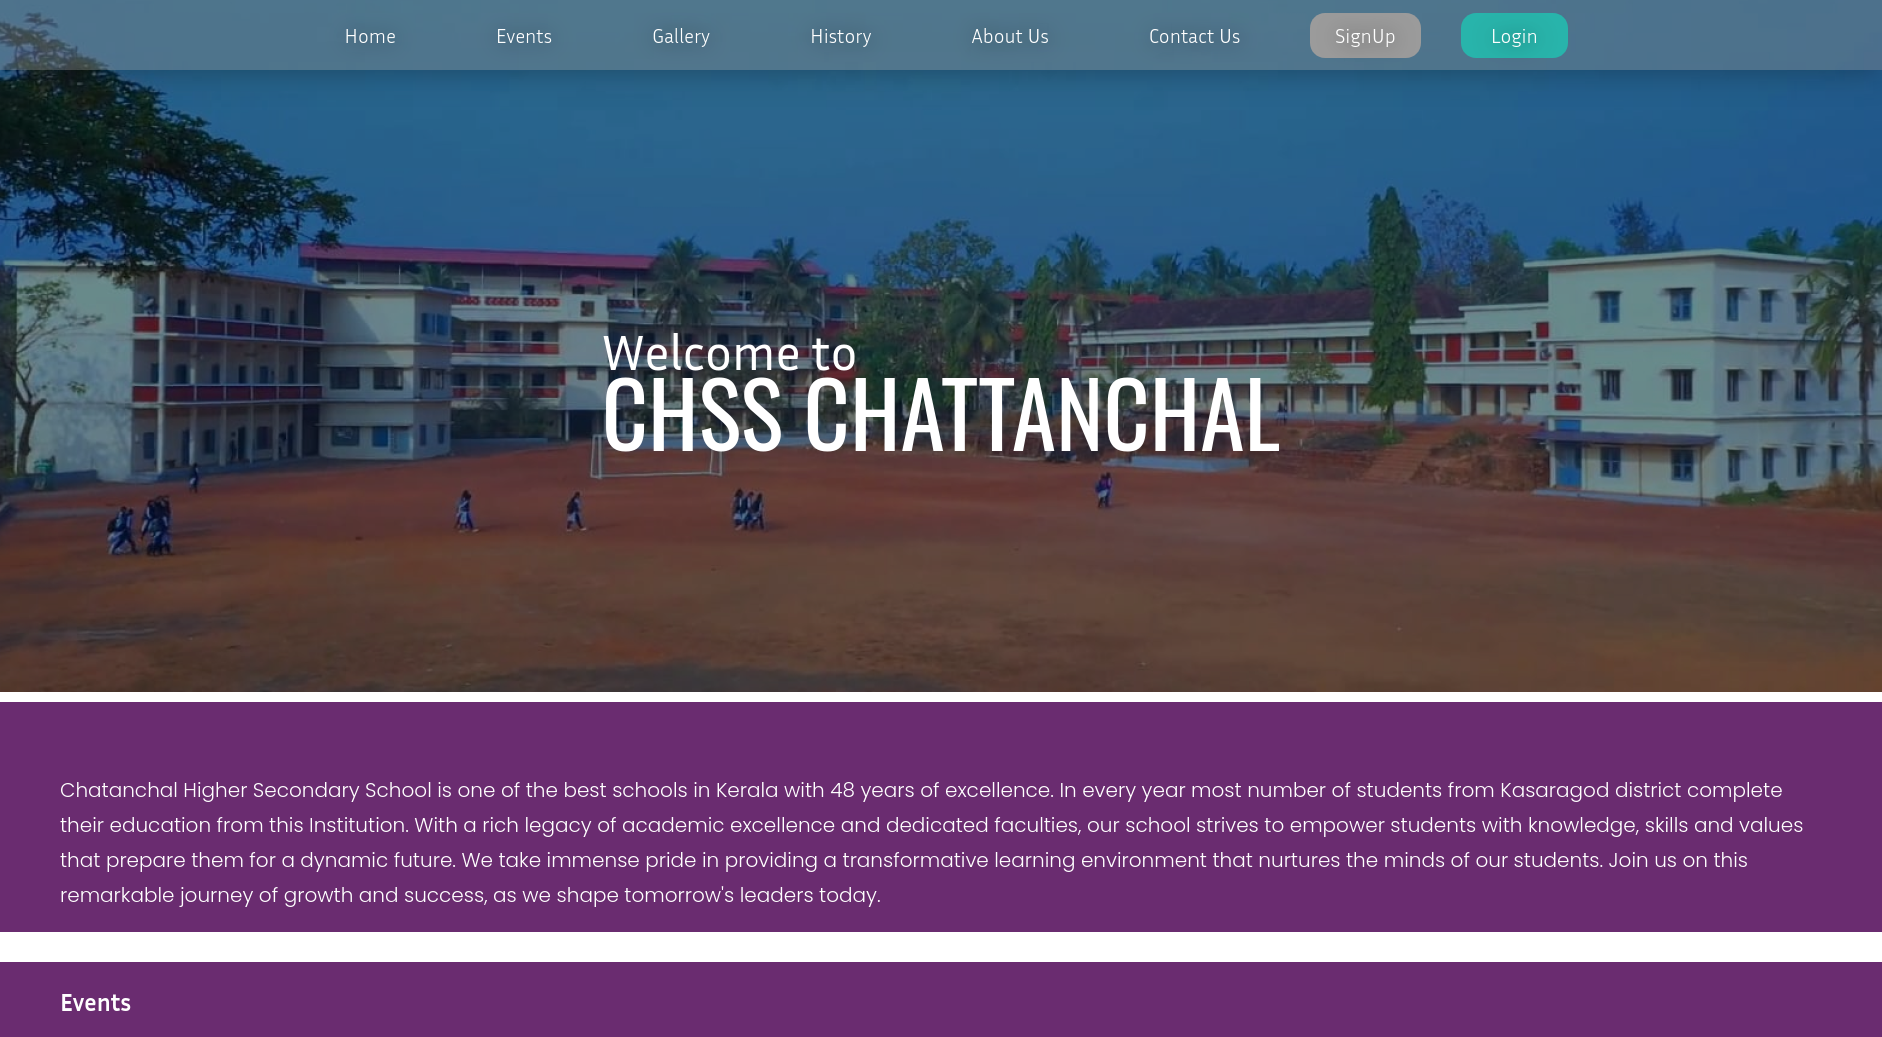 Home Events Gallery History About Us Contact Us SignUp Login
Welcome to
CHSS CHATTANCHAL
Chatanchal Higher Secondary School is one of the best schools in Kerala with 48 years of excellence. In every year most number of students from Kasaragod district complete
their education from this Institution. With a rich legacy of academic excellence and dedicated faculties, our school strives to empower students with knowledge, skills and values
that prepare them for a dynamic future. We take immense pride in providing a transformative learning environment that nurtures the minds of our students. Join us on this
remarkable journey of growth and success, as we shape tomorrow's leaders today.
Events